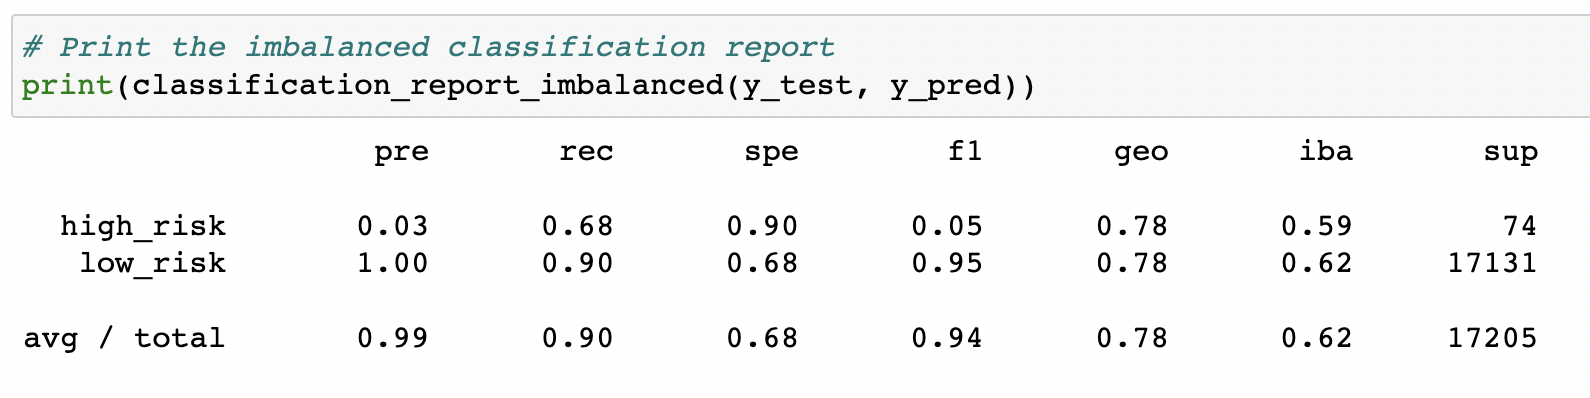 # Print the imbalanced classification report
print(classification_report_imbalanced(y_test, y_pred))
pre rec spe f1 geo iba sup
high_risk 0.03 0.68 0.90 0.05 0.78 0.59 74
low_risk 1.00 0.90 0.68 0.95 0.78 0.62 17131
avg / total 0.99 0.90 0.68 0.94 0.78 0.62 17205